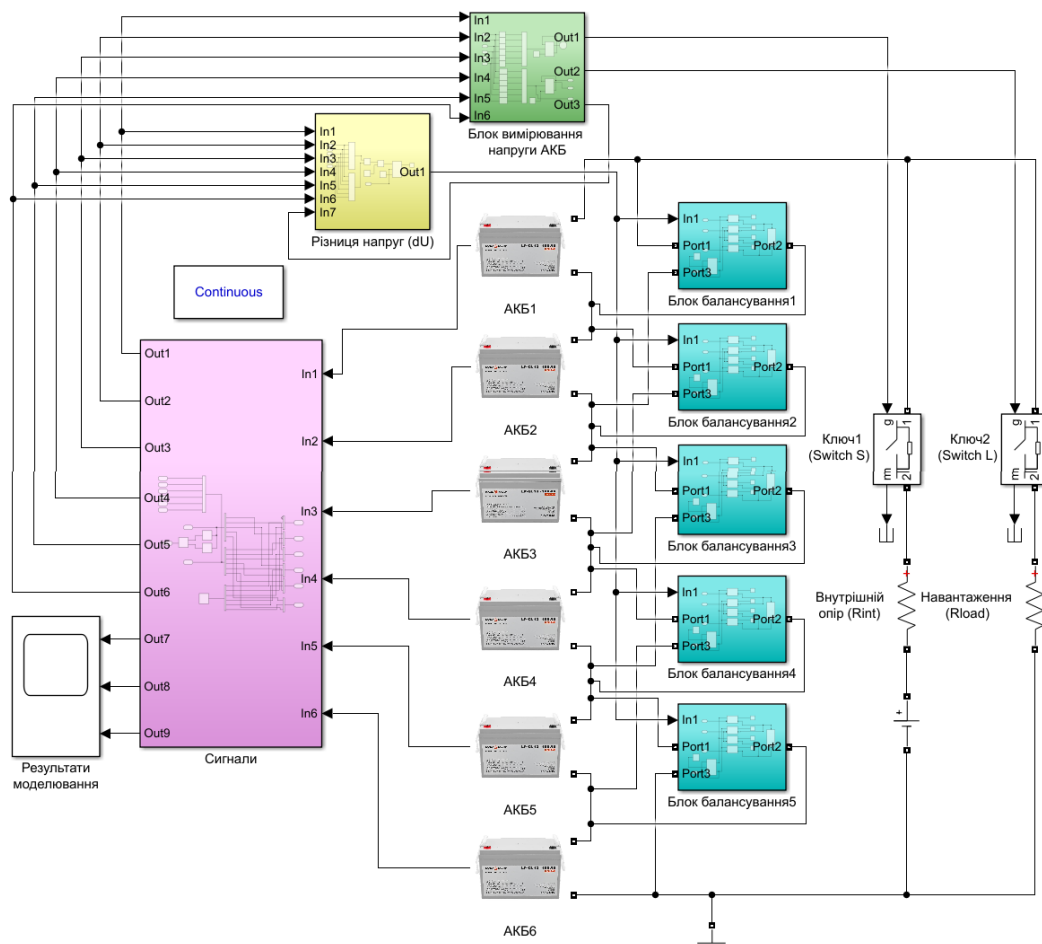 In1
In2
In3
In4
In5
In6
Out1
Out2
Out3
Блок вимірювання
напруги АКБ
In1
In2
In3
In4
In5
In6
In7
Out1
Різниця напруг (dU)
Continuous
Out1
Out2
Out3
Out4
Out5
Out6
Out7
Out8
Out9
In1
In2
In3
In4
In5
In6
Сигнали
Результати
моделювання
АКБ1
АКБ2
АКБ3
АКБ4
АКБ5
АКБ6
In1
Port1
Port3
Port2
Блок балансування1
In1
Port1
Port3
Port2
Блок балансування2
In1
Port1
Port3
Port2
Блок балансування3
In1
Port1
Port3
Port2
Блок балансування4
In1
Port1
Port3
Port2
Блок балансування5
Ключ1
(Switch S)
g
1
m
2
Ключ2
(Switch L)
g
1
m
2
Внутрішній
опір (Rint)
Навантаження
(Rload)
+